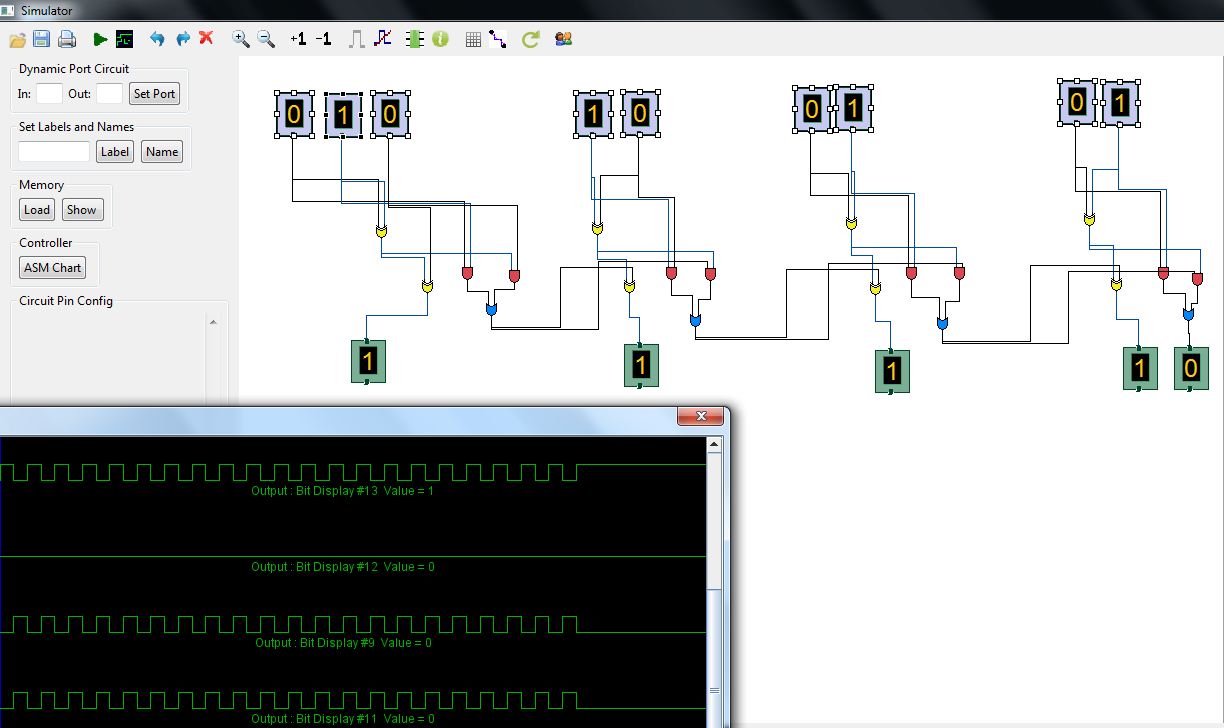 Simulator
+1 -1
Dynamic Port Circuit
In: Out: Set Port
Set Labels and Names
Label Name
Memory
Load Show
Controller
ASM Chart
Circuit Pin Config
0 1 0 1 0 0 1 0 1
1 1 1 1 0
Output : Bit Display #13 Value = 1
Output : Bit Display #12 Value = 0
Output : Bit Display #9 Value = 0
Output : Bit Display #11 Value = 0